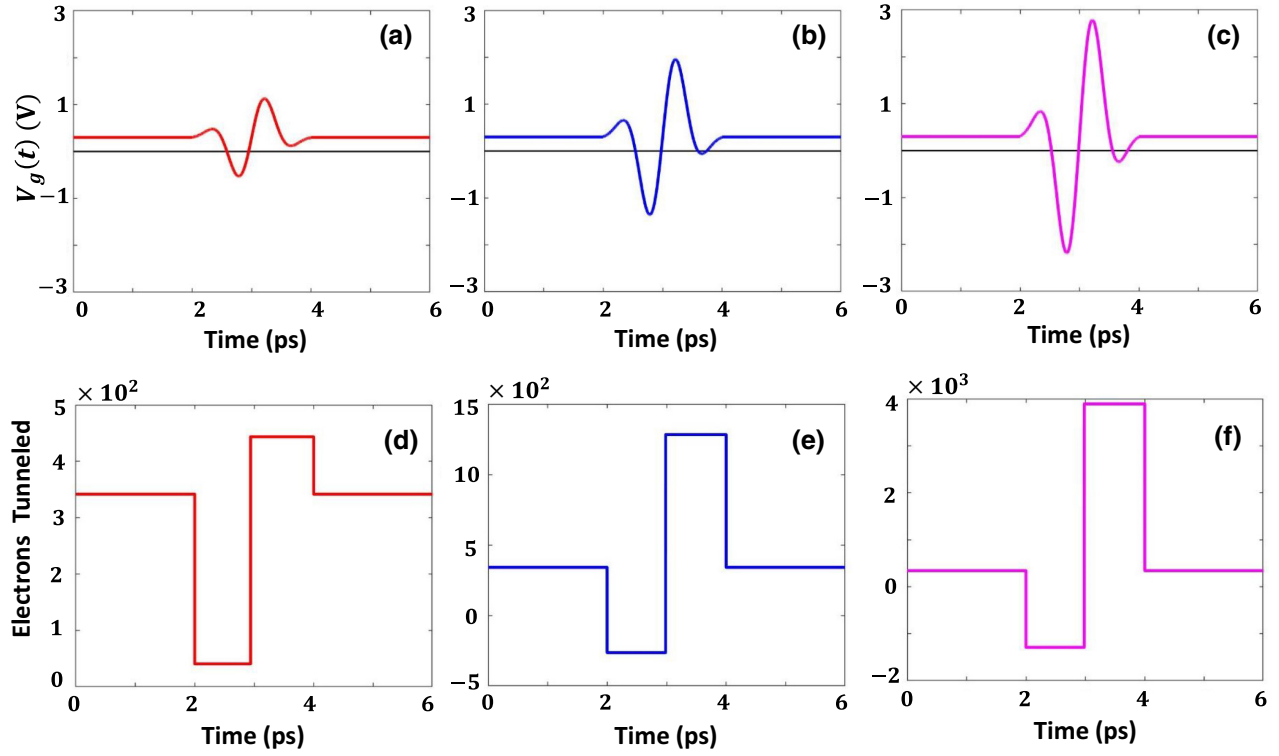 (a)
3
1
−1
−3
V_g(t) (V)
0 2 4 6
Time (ps)
(b)
3
1
−1
−3
0 2 4 6
Time (ps)
(c)
3
1
−1
−3
0 2 4 6
Time (ps)
× 10²
(d)
5
4
3
2
1
0
Electrons Tunneled
0 2 4 6
Time (ps)
× 10²
(e)
15
10
5
0
−5
0 2 4 6
Time (ps)
× 10³
(f)
4
2
0
−2
0 2 4 6
Time (ps)